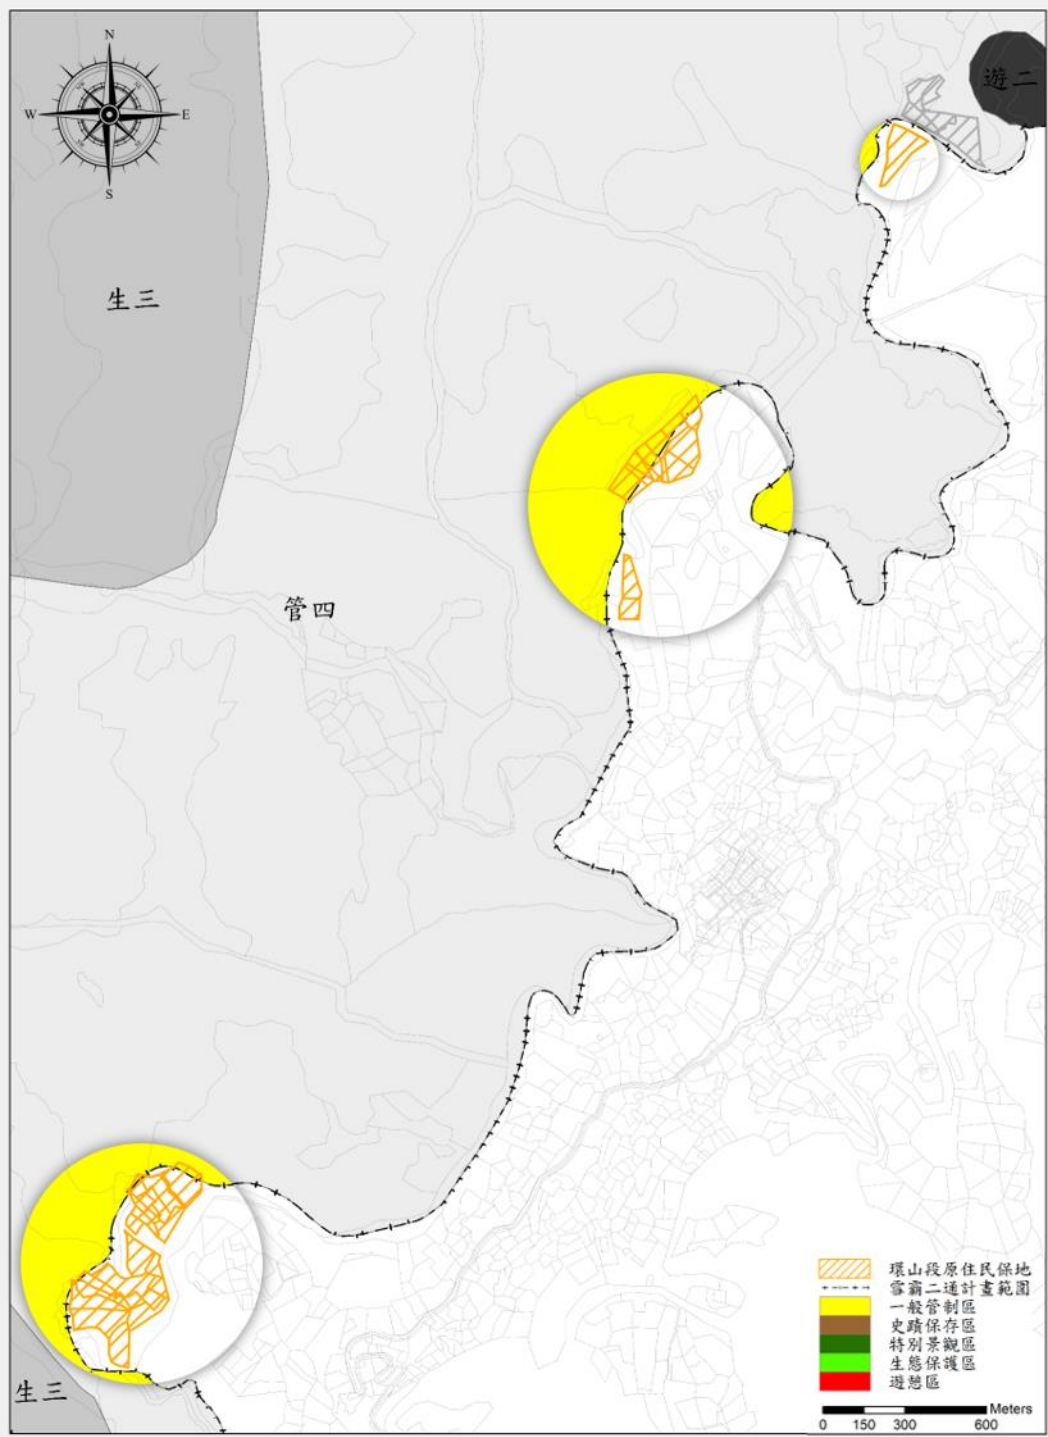 N
W E
S
遊二
生三
管四
生三
環山段原住民保地
雪霸二通計畫範圍
一般管制區
史蹟保存區
特別景觀區
生態保護區
遊憩區
Meters
0 150 300 600